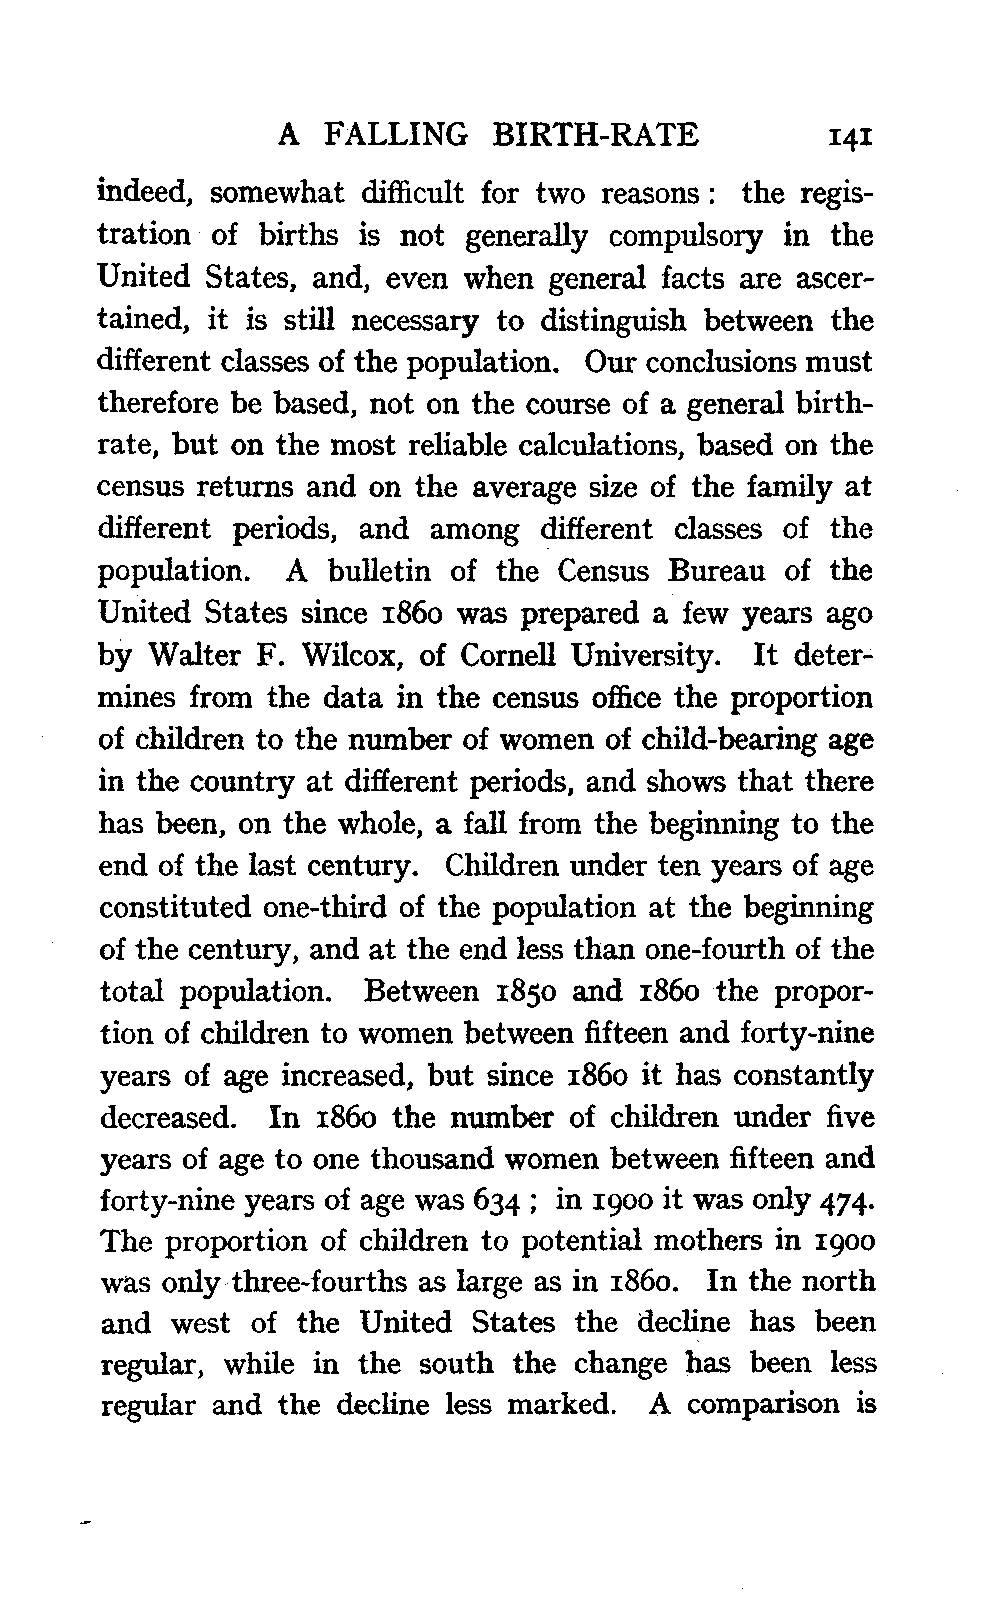 A FALLING BIRTH-RATE 141
indeed, somewhat difficult for two reasons : the regis-
tration of births is not generally compulsory in the
United States, and, even when general facts are ascer-
tained, it is still necessary to distinguish between the
different classes of the population. Our conclusions must
therefore be based, not on the course of a general birth-
rate, but on the most reliable calculations, based on the
census returns and on the average size of the family at
different periods, and among different classes of the
population. A bulletin of the Census Bureau of the
United States since 1860 was prepared a few years ago
by Walter F. Wilcox, of Cornell University. It deter-
mines from the data in the census office the proportion
of children to the number of women of child-bearing age
in the country at different periods, and shows that there
has been, on the whole, a fall from the beginning to the
end of the last century. Children under ten years of age
constituted one-third of the population at the beginning
of the century, and at the end less than one-fourth of the
total population. Between 1850 and 1860 the propor-
tion of children to women between fifteen and forty-nine
years of age increased, but since 1860 it has constantly
decreased. In 1860 the number of children under five
years of age to one thousand women between fifteen and
forty-nine years of age was 634 ; in 1900 it was only 474.
The proportion of children to potential mothers in 1900
was only three-fourths as large as in 1860. In the north
and west of the United States the decline has been
regular, while in the south the change has been less
regular and the decline less marked. A comparison is